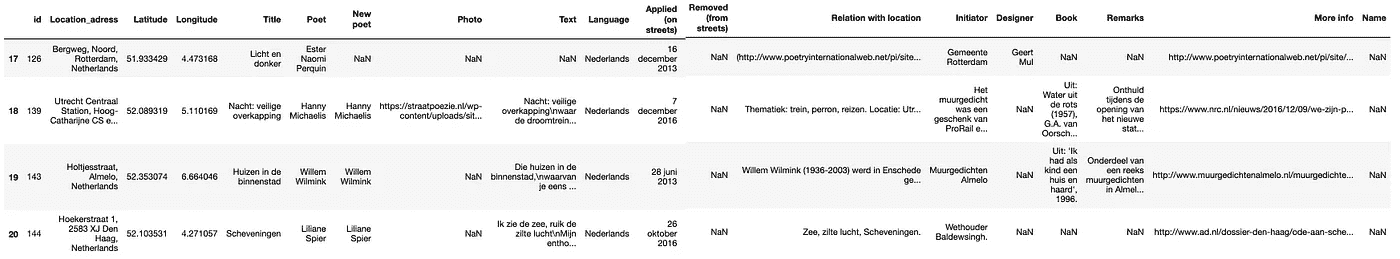 id
Location_adress
Latitude
Longitude
Title
Poet
New
poet
Photo
Text
Language
Applied
(on
streets)
Removed
(from
streets)
Relation with location
Initiator
Designer
Book
Remarks
More info
Name
17
126
Bergweg, Noord,
Rotterdam,
Netherlands
51.933429
4.473168
Licht en
donker
Ester
Naomi
Perquin
NaN
NaN
NaN
Nederlands
16
december
2013
NaN
(http://www.poetryinternationalweb.net/pi/site...
Gemeente
Rotterdam
Geert
Mul
NaN
NaN
http://www.poetryinternationalweb.net/pi/site/...
NaN
18
139
Utrecht Centraal
Station, Hoog-
Catharijne CS e...
52.089319
5.110169
Nacht: veilige
overkapping
Hanny
Michaelis
Hanny
Michaelis
https://straatpoezie.nl/wp-
content/uploads/sit...
Nacht: veilige
overkapping\nwaar
de droomtrein...
Nederlands
7
december
2016
NaN
Thematiek: trein, perron, reizen. Locatie: Utr...
Het
muurgedicht
was een
geschenk van
ProRail e...
NaN
Uit:
Water uit
de rots
(1957),
G.A. van
Oorsch...
Onthuld
tijdens de
opening van
het nieuwe
stat...
https://www.nrc.nl/nieuws/2016/12/09/we-zijn-p...
NaN
19
143
Holtjesstraat,
Almelo,
Netherlands
52.353074
6.664046
Huizen in de
binnenstad
Willem
Wilmink
Willem
Wilmink
NaN
Die huizen in de
binnenstad,\nwaarvan
je eens ...
Nederlands
28 juni
2013
NaN
Willem Wilmink (1936-2003) werd in Enschede
ge...
Muurgedichten
Almelo
NaN
Uit: 'Ik
had als
kind een
huis en
haard',
1996.
Onderdeel van
een reeks
muurgedichten
in Almel...
http://www.muurgedichtenalmelo.nl/muurgedichte...
NaN
20
144
Hoekerstraat 1,
2583 XJ Den
Haag,
Netherlands
52.103531
4.271057
Scheveningen
Liliane
Spier
Liliane
Spier
NaN
Ik zie de zee, ruik de
zilte lucht\nMijn
entho...
Nederlands
26
oktober
2016
NaN
Zee, zilte lucht, Scheveningen.
Wethouder
Baldewsingh.
NaN
NaN
NaN
http://www.ad.nl/dossier-den-haag/ode-aan-sche...
NaN